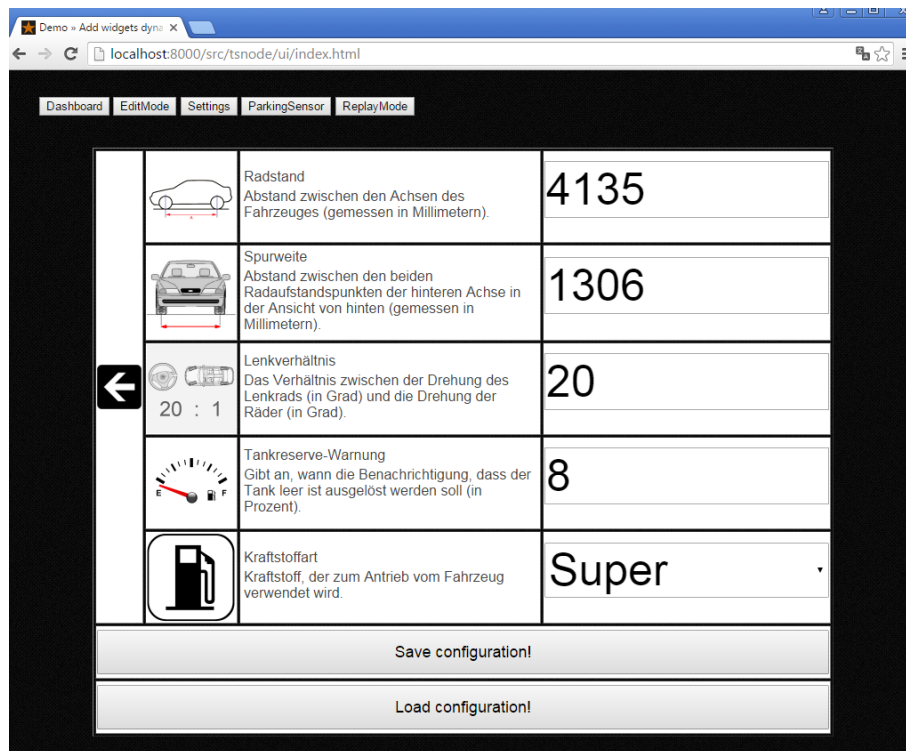 Demo » Add widgets dyna
localhost:8000/src/tsnode/ui/index.html
Dashboard EditMode Settings ParkingSensor ReplayMode
Radstand
Abstand zwischen den Achsen des
Fahrzeuges (gemessen in Millimetern).
4135
Spurweite
Abstand zwischen den beiden
Radaufstandspunkten der hinteren Achse in
der Ansicht von hinten (gemessen in
Millimetern).
1306
20 : 1
Lenkverhältnis
Das Verhältnis zwischen der Drehung des
Lenkrads (in Grad) und die Drehung der
Räder (in Grad).
20
E F
Tankreserve-Warnung
Gibt an, wann die Benachrichtigung, dass der
Tank leer ist ausgelöst werden soll (in
Prozent).
8
Kraftstoffart
Kraftstoff, der zum Antrieb vom Fahrzeug
verwendet wird.
Super
Save configuration!
Load configuration!